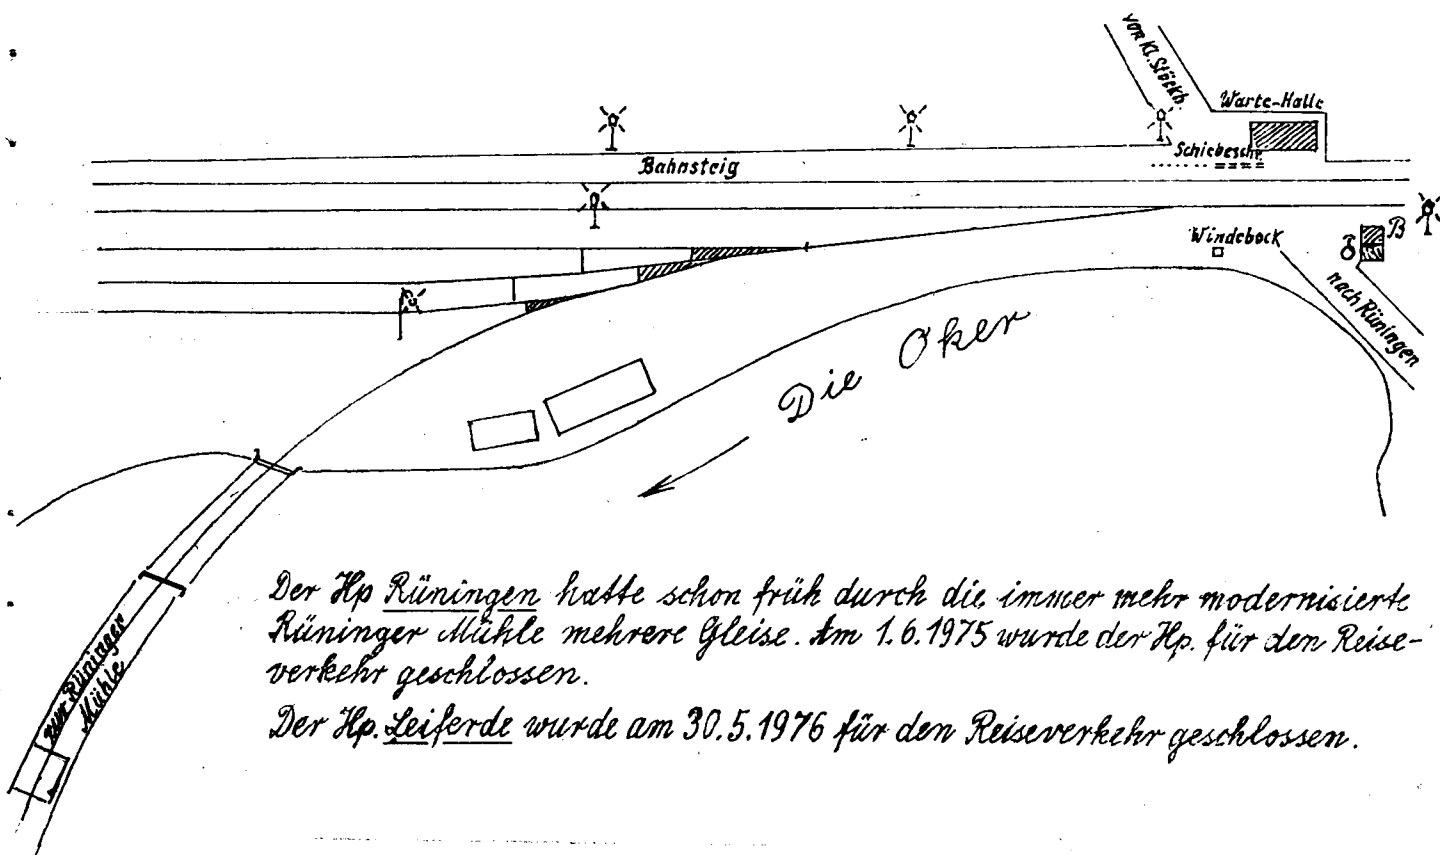 von Kl. Stöckh.
Warte-Halle
Schiebeschr.
Bahnsteig
Windebock
B
nach Rüningen
Die Oker
zur Rüninger
Mühle
Der Hp Rüningen hatte schon früh durch die immer mehr modernisierte
Rüninger Mühle mehrere Gleise. Am 1.6.1975 wurde der Hp. für den Reise-
verkehr geschlossen.
Der Hp. Leiferde wurde am 30.5.1976 für den Reiseverkehr geschlossen.